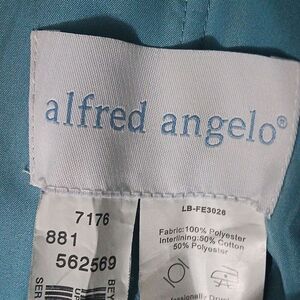 alfred angelo®
7176
881
562569
LB-FE3026
Fabric:100% Polyester
Interlining:50% Cotton
50% Polyester